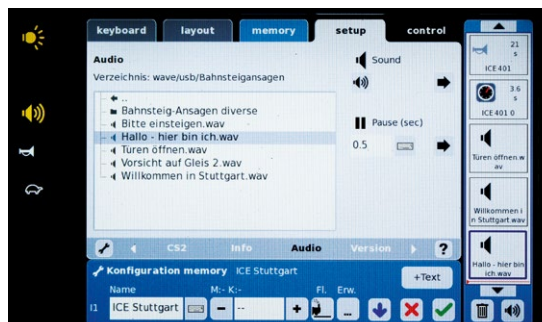 keyboard layout memory setup control
Audio
Verzeichnis: wave/usb/Bahnsteigansagen
..
Bahnsteig-Ansagen diverse
Bitte einsteigen.wav
Hallo - hier bin ich.wav
Türen öffnen.wav
Vorsicht auf Gleis 2.wav
Willkommen in Stuttgart.wav
Sound
Pause (sec)
0.5
CS2 Info Audio Version ?
Konfiguration memory ICE Stuttgart
+Text
Name M:- K:- Fl. Erw.
I1 ICE Stuttgart - -- + ...
21
s
ICE 401
3.6
s
ICE 401 0
Türen öffnen.w
av
Willkommen i
n Stuttgart.wav
Hallo - hier bin
ich.wav